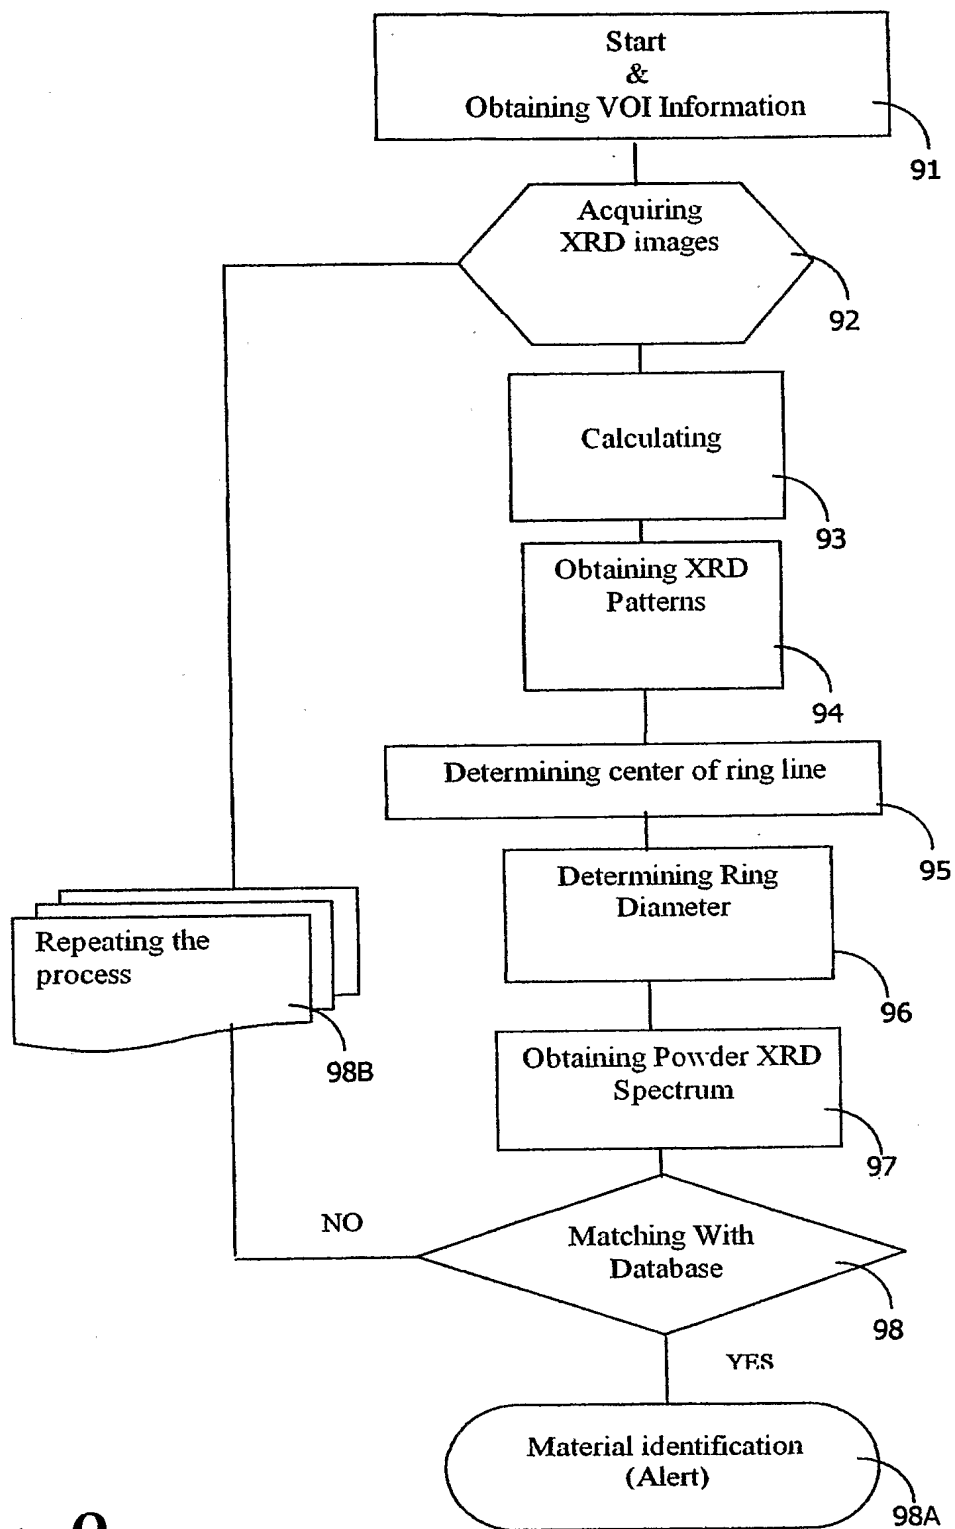 Start
&
Obtaining VOI Information
91
Acquiring
XRD images
92
Calculating
93
Obtaining XRD
Patterns
94
Determining center of ring line
95
Determining Ring
Diameter
96
Repeating the
process
98B
Obtaining Powder XRD
Spectrum
97
NO
Matching With
Database
98
YES
Material identification
(Alert)
98A